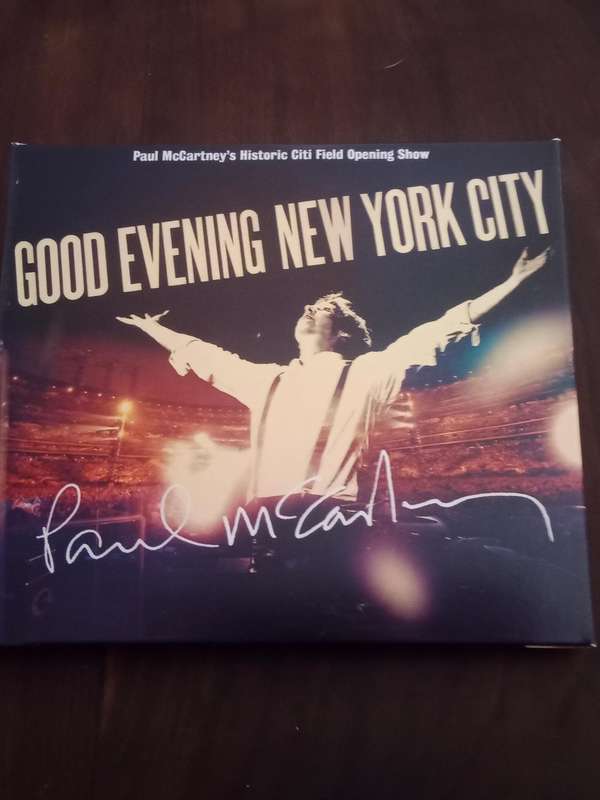 Paul McCartney's Historic Citi Field Opening Show
GOOD EVENING NEW YORK CITY
Paul McCartney